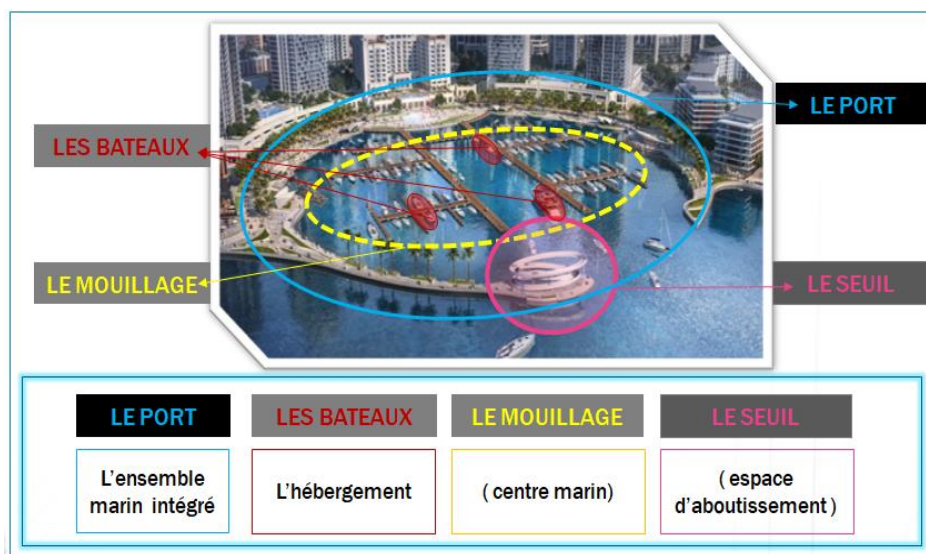 LE PORT
LES BATEAUX
LE MOUILLAGE
LE SEUIL
LE PORT
LES BATEAUX
LE MOUILLAGE
LE SEUIL
L'ensemble
marin intégré
L'hébergement
( centre marin)
( espace
d'aboutissement )